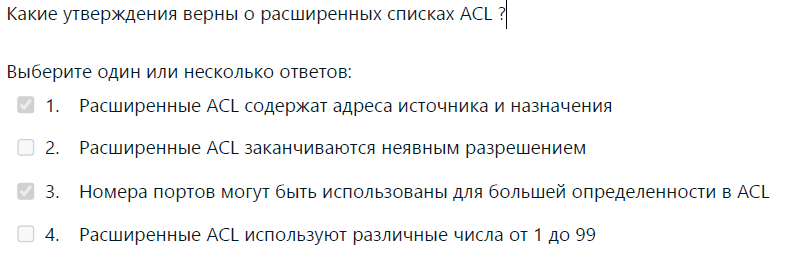 Какие утверждения верны о расширенных списках ACL ?
Выберите один или несколько ответов:
1. Расширенные ACL содержат адреса источника и назначения
2. Расширенные ACL заканчиваются неявным разрешением
3. Номера портов могут быть использованы для большей определенности в ACL
4. Расширенные ACL используют различные числа от 1 до 99